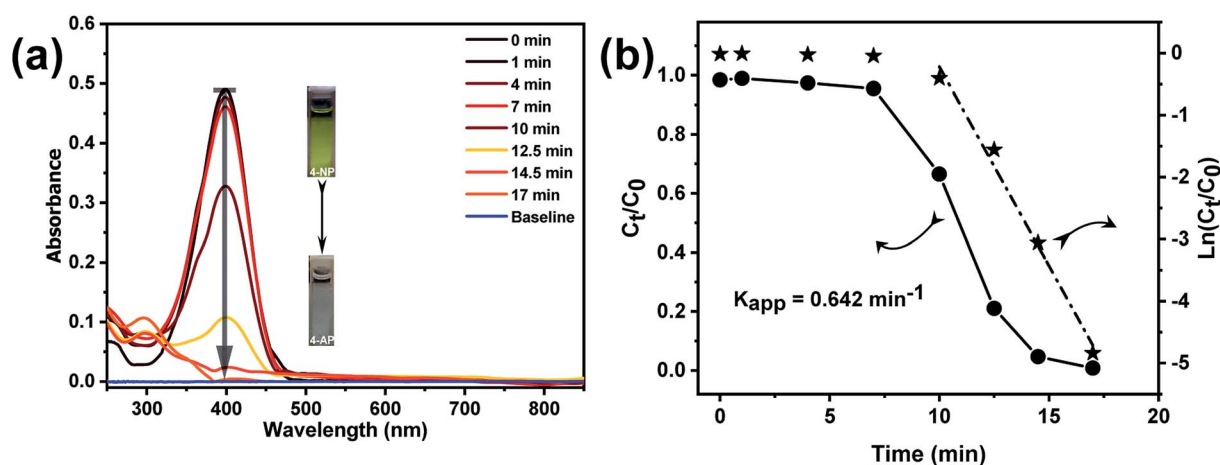 (a)
0.6
0.5
0.4
0.3
0.2
0.1
0.0
Absorbance
300 400 500 600 700 800
Wavelength (nm)
0 min
1 min
4 min
7 min
10 min
12.5 min
14.5 min
17 min
Baseline
4-NP
4-AP
(b)
1.0
0.8
0.6
0.4
0.2
0.0
Cₜ/C₀
Kapp = 0.642 min⁻¹
0 5 10 15 20
Time (min)
0
-1
-2
-3
-4
-5
Ln(Cₜ/C₀)